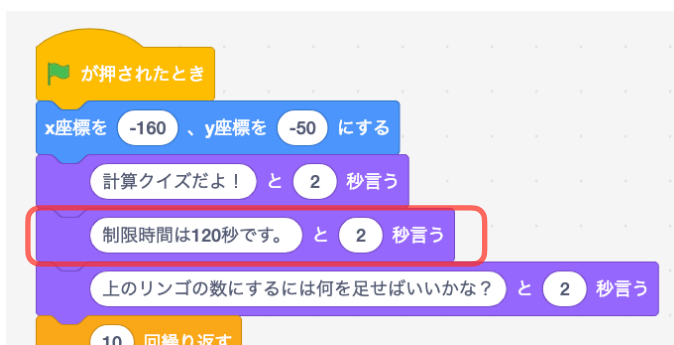 が押されたとき
x座標を -160 、y座標を -50 にする
計算クイズだよ！ と 2 秒言う
制限時間は120秒です。 と 2 秒言う
上のリンゴの数にするには何を足せばいいかな？ と 2 秒言う
10 回繰り返す